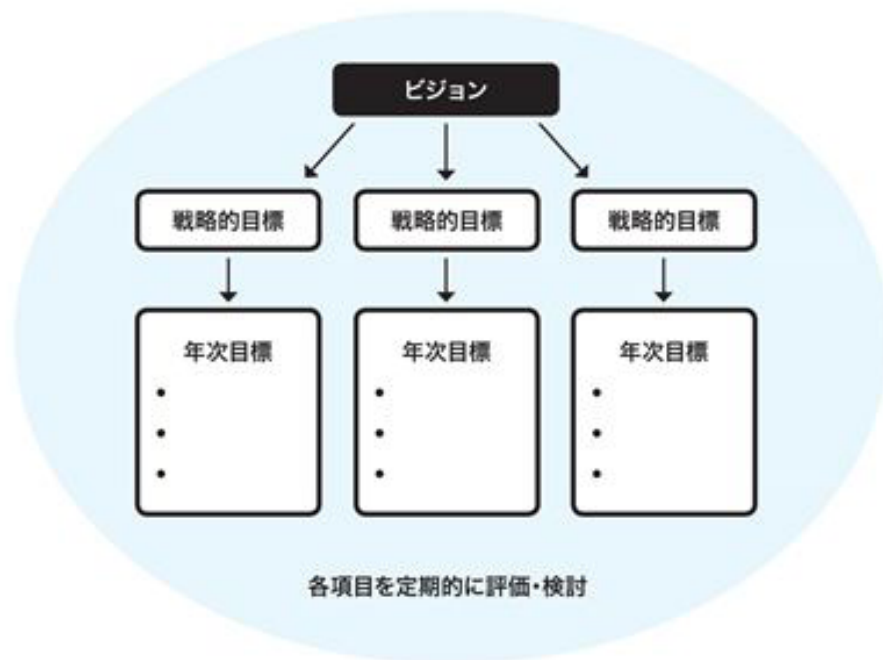 ビジョン
戦略的目標
戦略的目標
戦略的目標
年次目標
年次目標
年次目標
•
•
•
•
•
•
•
•
•
各項目を定期的に評価・検討